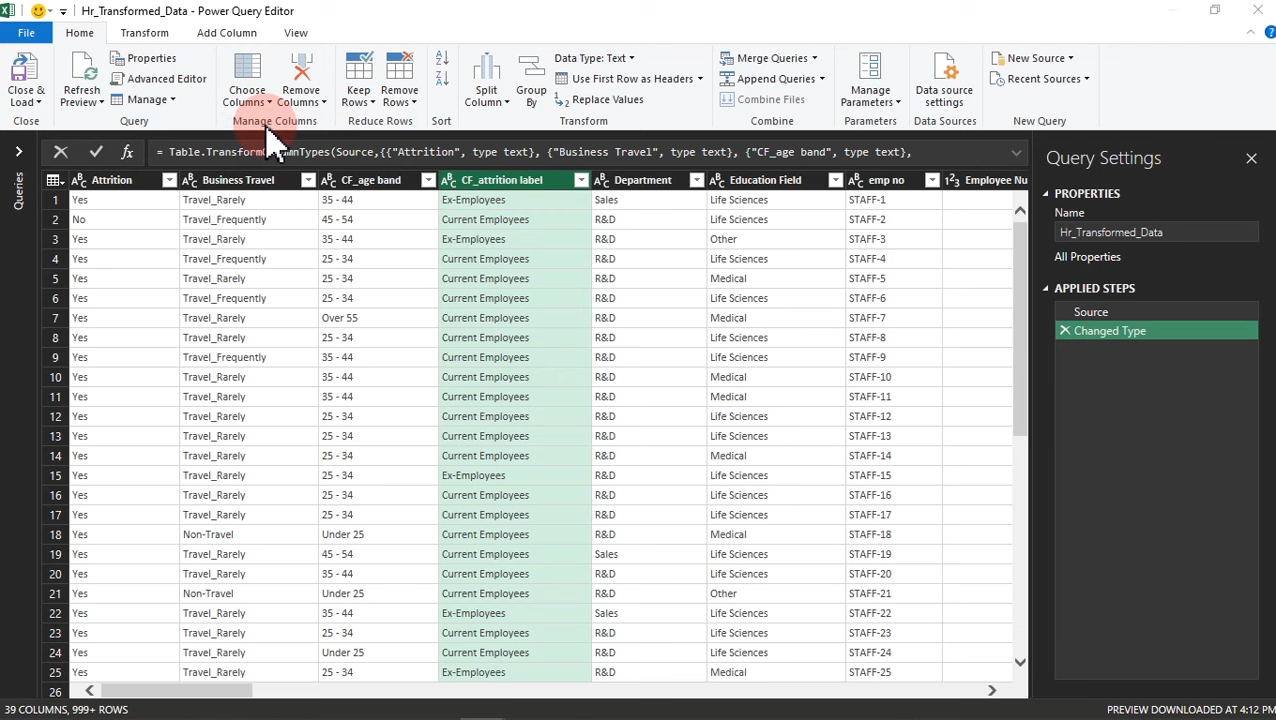 Hr_Transformed_Data - Power Query Editor
File Home Transform Add Column View
Close & Load
Refresh Preview
Properties
Advanced Editor
Manage
Choose Columns
Remove Columns
Keep Rows
Remove Rows
Split Column
Group By
Data Type: Text
Use First Row as Headers
Replace Values
Merge Queries
Append Queries
Combine Files
Manage Parameters
Data source settings
New Source
Recent Sources
Close Query Manage Columns Reduce Rows Sort Transform Combine Parameters Data Sources New Query
= Table.TransformColumnTypes(Source,{{"Attrition", type text}, {"Business Travel", type text}, {"CF_age band", type text},
Queries
Attrition Business Travel CF_age band CF_attrition label Department Education Field emp no Employee Nu
1 Yes Travel_Rarely 35 - 44 Ex-Employees Sales Life Sciences STAFF-1
2 No Travel_Frequently 45 - 54 Current Employees R&D Life Sciences STAFF-2
3 Yes Travel_Rarely 35 - 44 Ex-Employees R&D Other STAFF-3
4 Yes Travel_Frequently 25 - 34 Current Employees R&D Life Sciences STAFF-4
5 Yes Travel_Rarely 25 - 34 Current Employees R&D Medical STAFF-5
6 Yes Travel_Frequently 25 - 34 Current Employees R&D Life Sciences STAFF-6
7 Yes Travel_Rarely Over 55 Current Employees R&D Medical STAFF-7
8 Yes Travel_Rarely 25 - 34 Current Employees R&D Life Sciences STAFF-8
9 Yes Travel_Frequently 35 - 44 Current Employees R&D Life Sciences STAFF-9
10 Yes Travel_Rarely 35 - 44 Current Employees R&D Medical STAFF-10
11 Yes Travel_Rarely 35 - 44 Current Employees R&D Medical STAFF-11
12 Yes Travel_Rarely 25 - 34 Current Employees R&D Life Sciences STAFF-12
13 Yes Travel_Rarely 25 - 34 Current Employees R&D Life Sciences STAFF-13
14 Yes Travel_Rarely 25 - 34 Current Employees R&D Medical STAFF-14
15 Yes Travel_Rarely 25 - 34 Ex-Employees R&D Life Sciences STAFF-15
16 Yes Travel_Rarely 25 - 34 Current Employees R&D Life Sciences STAFF-16
17 Yes Travel_Rarely 25 - 34 Current Employees R&D Life Sciences STAFF-17
18 Yes Non-Travel Under 25 Current Employees R&D Medical STAFF-18
19 Yes Travel_Rarely 45 - 54 Current Employees Sales Life Sciences STAFF-19
20 Yes Travel_Rarely 35 - 44 Current Employees R&D Life Sciences STAFF-20
21 Yes Non-Travel Under 25 Current Employees R&D Other STAFF-21
22 Yes Travel_Rarely 35 - 44 Ex-Employees Sales Life Sciences STAFF-22
23 Yes Travel_Rarely 25 - 34 Current Employees R&D Life Sciences STAFF-23
24 Yes Travel_Rarely Under 25 Current Employees R&D Life Sciences STAFF-24
25 Yes Travel_Rarely 25 - 34 Ex-Employees R&D Medical STAFF-25
26
Query Settings
PROPERTIES
Name
Hr_Transformed_Data
All Properties
APPLIED STEPS
Source
Changed Type
39 COLUMNS, 999+ ROWS
PREVIEW DOWNLOADED AT 4:12 PM